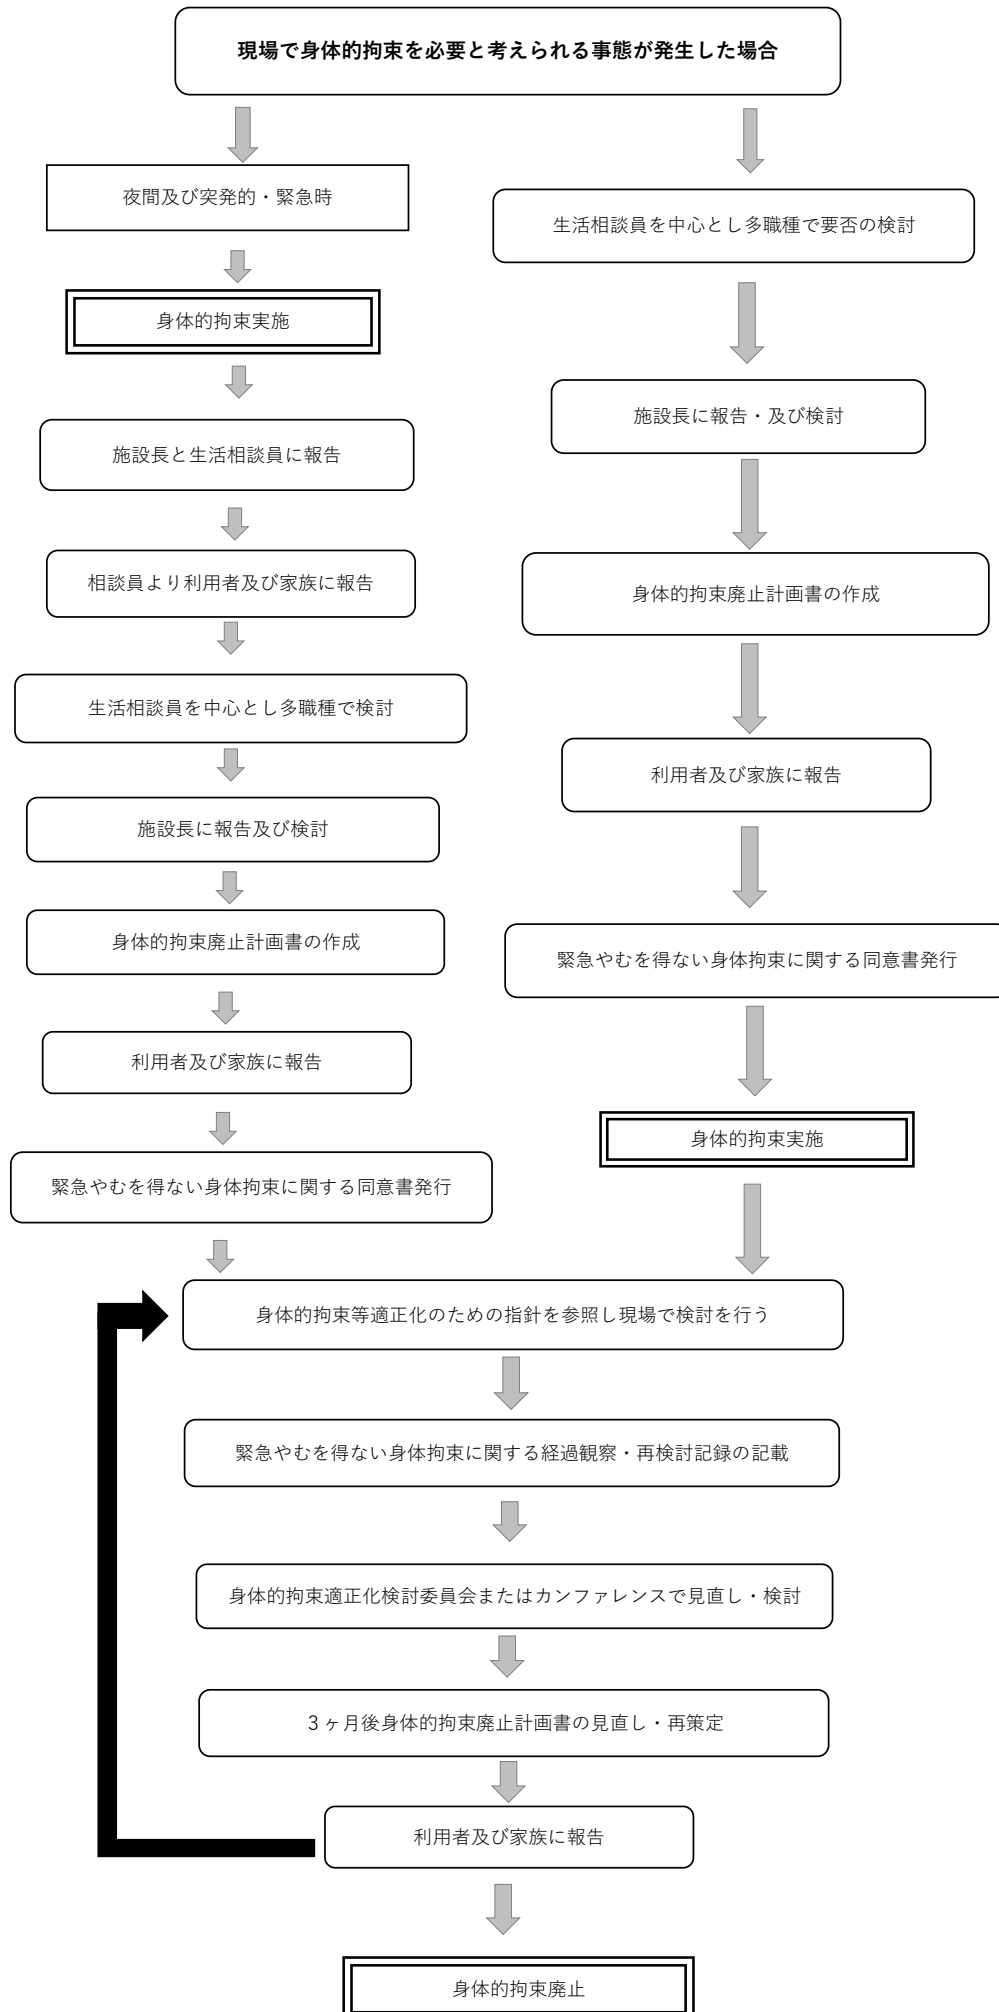 現場で身体的拘束を必要と考えられる事態が発生した場合
夜間及び突発的・緊急時
身体的拘束実施
施設長と生活相談員に報告
相談員より利用者及び家族に報告
生活相談員を中心とし多職種で検討
施設長に報告及び検討
身体的拘束廃止計画書の作成
利用者及び家族に報告
緊急やむを得ない身体拘束に関する同意書発行
生活相談員を中心とし多職種で要否の検討
施設長に報告・及び検討
身体的拘束廃止計画書の作成
利用者及び家族に報告
緊急やむを得ない身体拘束に関する同意書発行
身体的拘束実施
身体的拘束等適正化のための指針を参照し現場で検討を行う
緊急やむを得ない身体拘束に関する経過観察・再検討記録の記載
身体的拘束適正化検討委員会またはカンファレンスで見直し・検討
３ヶ月後身体的拘束廃止計画書の見直し・再策定
利用者及び家族に報告
身体的拘束廃止